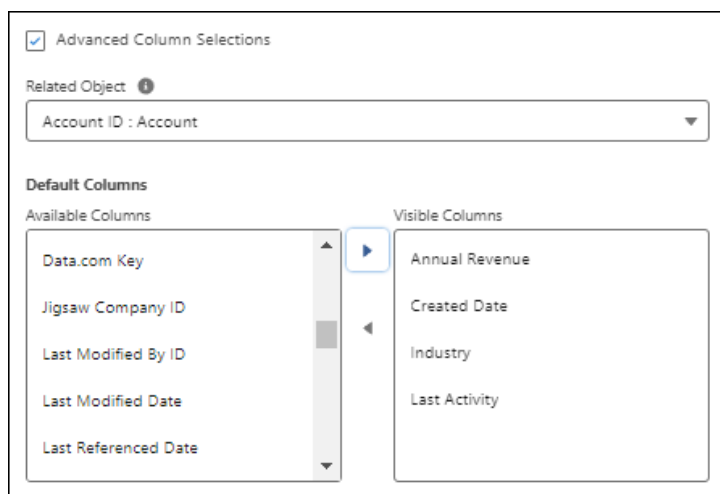 Advanced Column Selections
Related Object
Account ID : Account
Default Columns
Available Columns
Data.com Key
Jigsaw Company ID
Last Modified By ID
Last Modified Date
Last Referenced Date
Visible Columns
Annual Revenue
Created Date
Industry
Last Activity